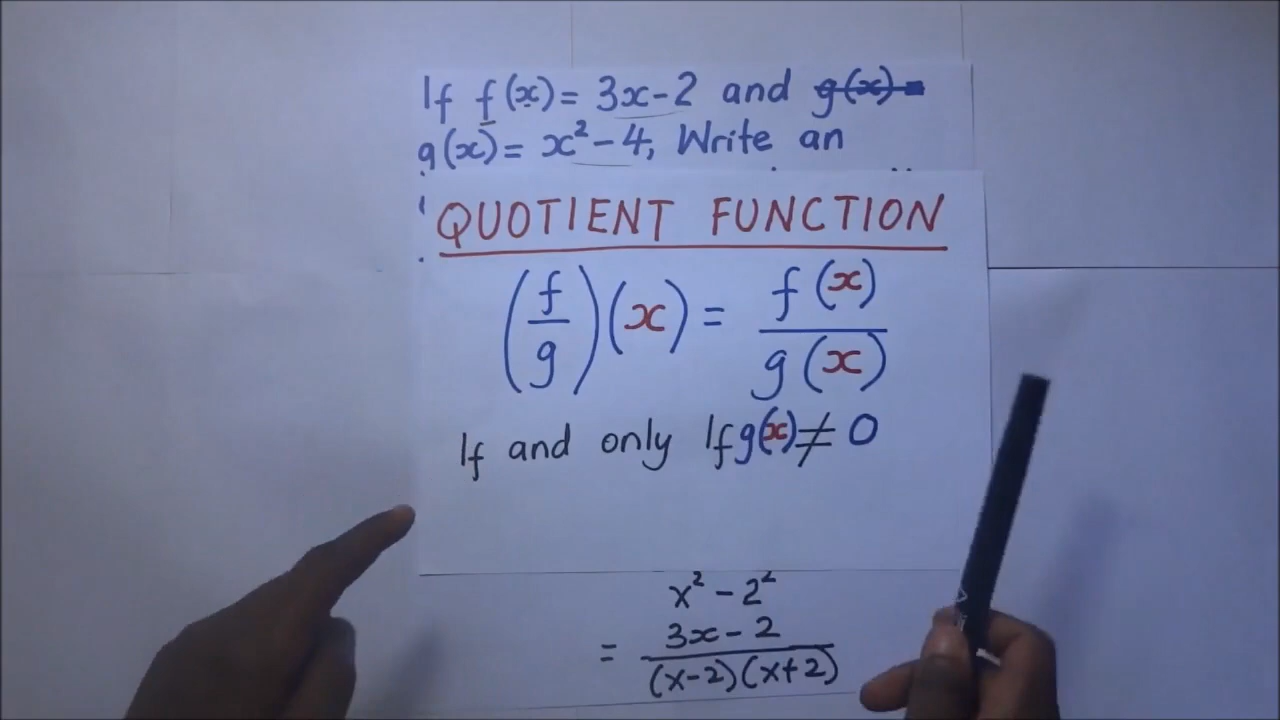 If f(x) = 3x-2 and g(x)=
g(x) = x²-4, Write an
QUOTIENT FUNCTION
(f/g)(x) = f(x)/g(x)
If and only If g(x) ≠ 0
x² - 2²
= 3x-2/(x-2)(x+2)